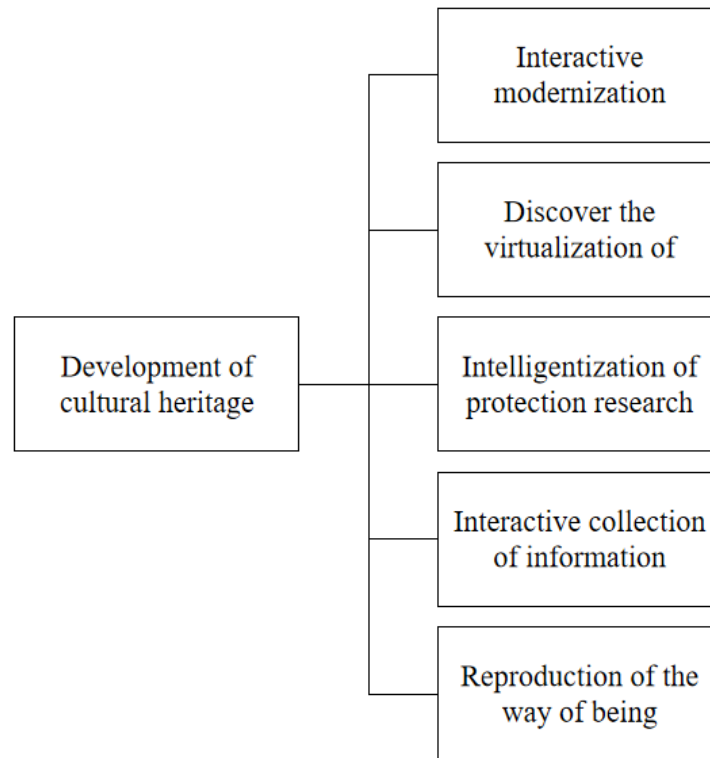 Interactive
modernization
Discover the
virtualization of
Development of
cultural heritage
Intelligentization of
protection research
Interactive collection
of information
Reproduction of the
way of being